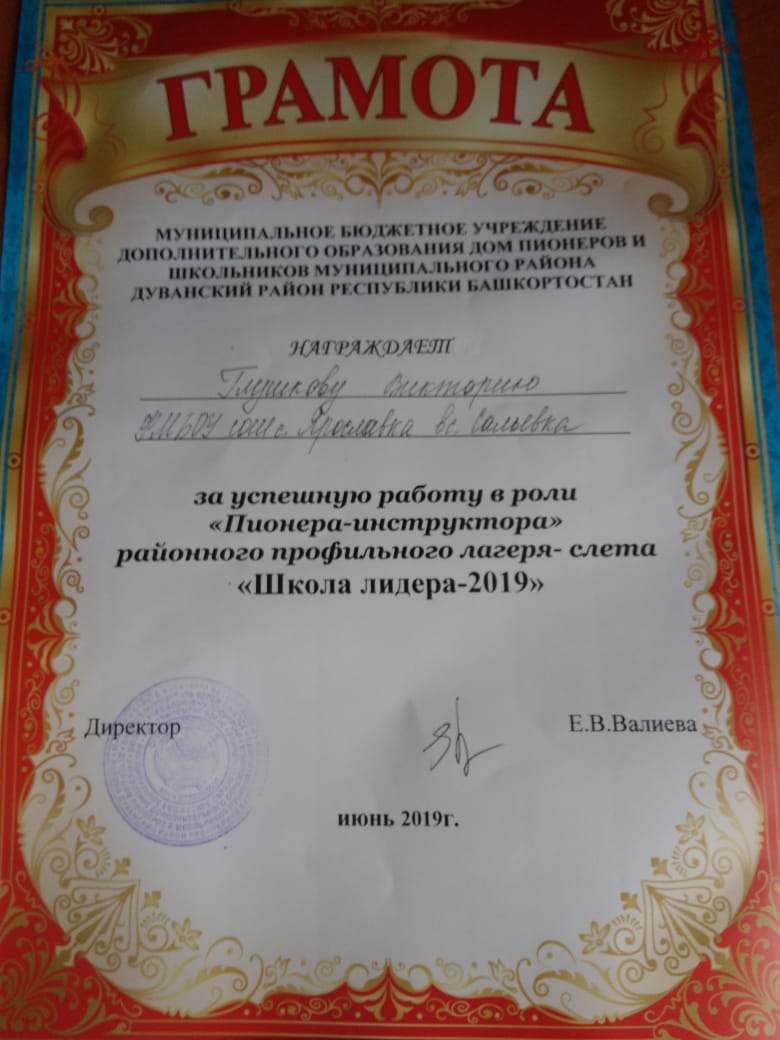 ГРАМОТА
МУНИЦИПАЛЬНОЕ БЮДЖЕТНОЕ УЧРЕЖДЕНИЕ
ДОПОЛНИТЕЛЬНОГО ОБРАЗОВАНИЯ ДОМ ПИОНЕРОВ И
ШКОЛЬНИКОВ МУНИЦИПАЛЬНОГО РАЙОНА
ДУВАНСКИЙ РАЙОН РЕСПУБЛИКИ БАШКОРТОСТАН
НАГРАЖДАЕТ
Глушкову Викторию
сош с. Ярославка
за успешную работу в роли
«Пионера-инструктора»
районного профильного лагеря- слета
«Школа лидера-2019»
Директор
Е.В.Валиева
июнь 2019г.